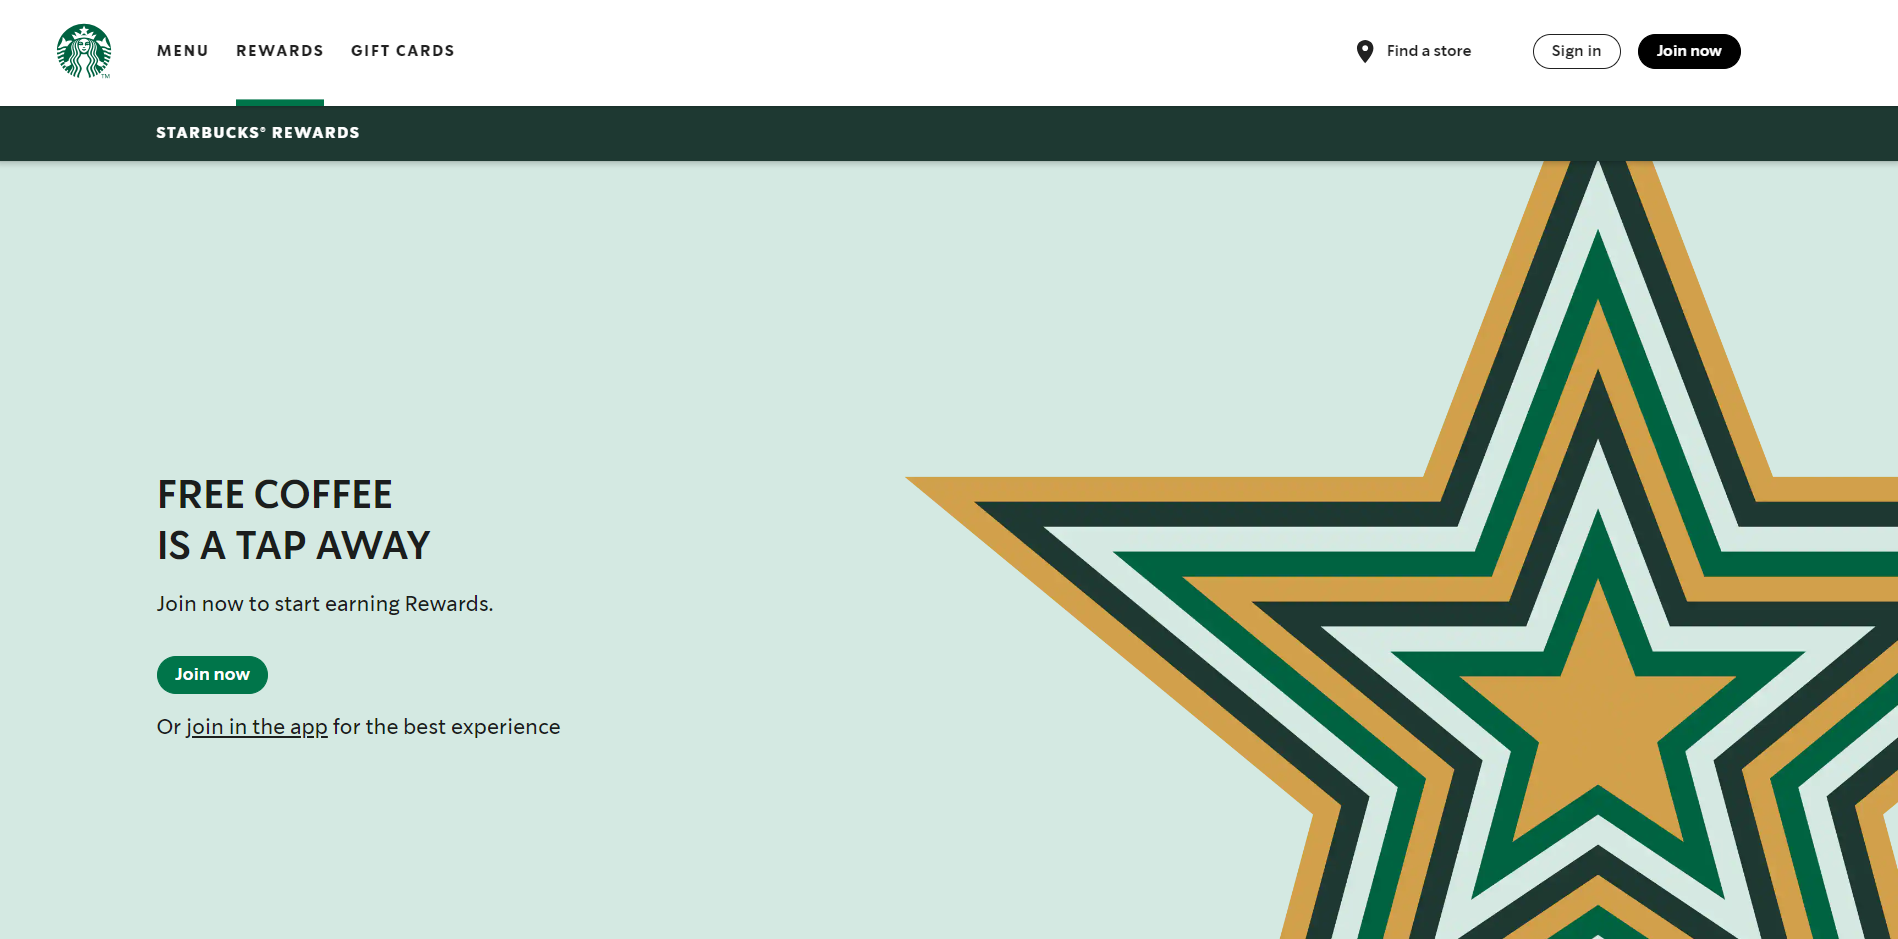 MENU REWARDS GIFT CARDS Find a store Sign in Join now
STARBUCKS® REWARDS
FREE COFFEE
IS A TAP AWAY
Join now to start earning Rewards.
Join now
Or join in the app for the best experience